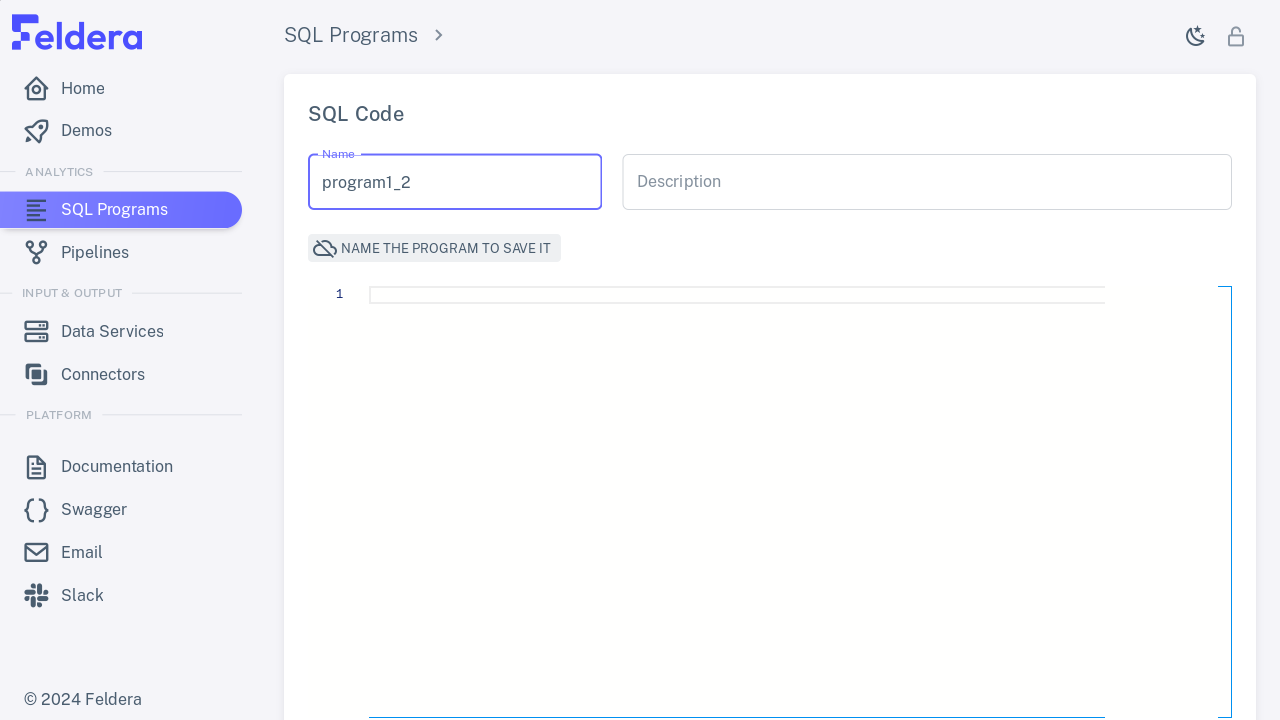 Feldera
Home
Demos
ANALYTICS
SQL Programs
Pipelines
INPUT & OUTPUT
Data Services
Connectors
PLATFORM
Documentation
Swagger
Email
Slack
© 2024 Feldera
SQL Programs
SQL Code
Name
program1_2
Description
NAME THE PROGRAM TO SAVE IT
1